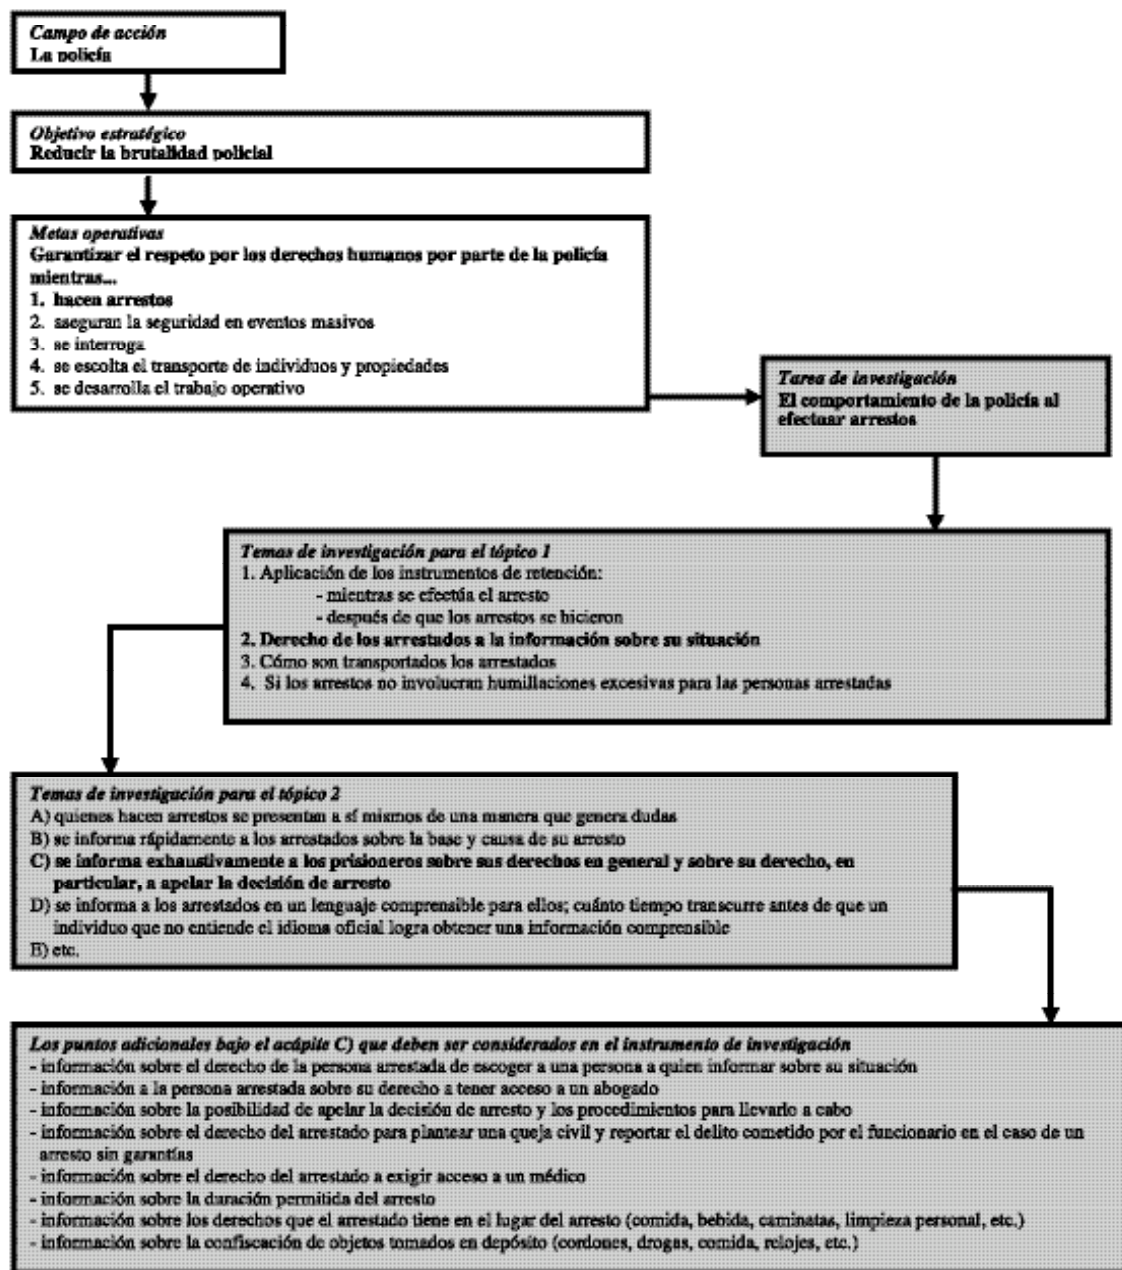 Campo de acción
La policía
Objetivo estratégico
Reducir la brutalidad policial
Metas operativas
Garantizar el respeto por los derechos humanos por parte de la policía
mientras...
1. hacen arrestos
2. aseguran la seguridad en eventos masivos
3. se interroga
4. se escolta el transporte de individuos y propiedades
5. se desarrolla el trabajo operativo
Tarea de investigación
El comportamiento de la policía al
efectuar arrestos
Temas de investigación para el tópico 1
1. Aplicación de los instrumentos de retención:
- mientras se efectúa el arresto
- después de que los arrestos se hicieron
2. Derecho de los arrestados a la información sobre su situación
3. Cómo son transportados los arrestados
4. Si los arrestos no involucran humillaciones excesivas para las personas arrestadas
Temas de investigación para el tópico 2
A) quienes hacen arrestos se presentan a sí mismos de una manera que genera dudas
B) se informa rápidamente a los arrestados sobre la base y causa de su arresto
C) se informa exhaustivamente a los prisioneros sobre sus derechos en general y sobre su derecho, en
particular, a apelar la decisión de arresto
D) se informa a los arrestados en un lenguaje comprensible para ellos; cuánto tiempo transcurre antes de que un
individuo que no entiende el idioma oficial logra obtener una información comprensible
E) etc.
Los puntos adicionales bajo el acápite C) que deben ser considerados en el instrumento de investigación
- información sobre el derecho de la persona arrestada de escoger a una persona a quien informar sobre su situación
- información a la persona arrestada sobre su derecho a tener acceso a un abogado
- información sobre la posibilidad de apelar la decisión de arresto y los procedimientos para llevarlo a cabo
- información sobre el derecho del arrestado para plantear una queja civil y reportar el delito cometido por el funcionario en el caso de un
arresto sin garantías
- información sobre el derecho del arrestado a exigir acceso a un médico
- información sobre la duración permitida del arresto
- información sobre los derechos que el arrestado tiene en el lugar del arresto (comida, bebida, caminatas, limpieza personal, etc.)
- información sobre la confiscación de objetos tomados en depósito (cordones, drogas, comida, relojes, etc.)